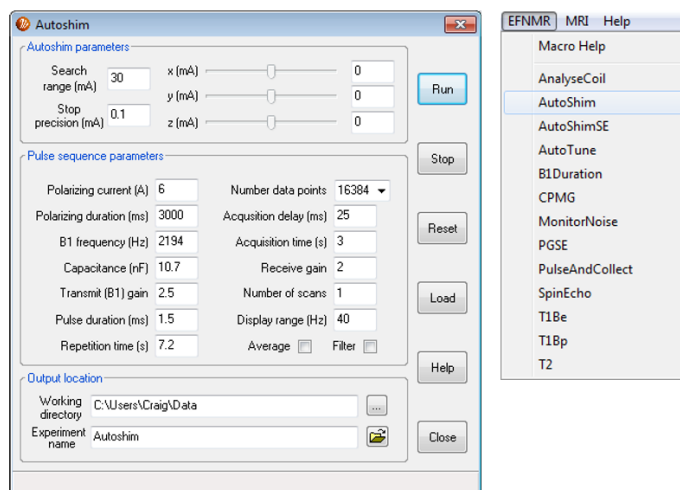 Autoshim
Autoshim parameters
Search range (mA) 30
Stop precision (mA) 0.1
x (mA) 0
y (mA) 0
z (mA) 0
Pulse sequence parameters
Polarizing current (A) 6 Number data points 16384
Polarizing duration (ms) 3000 Acqusition delay (ms) 25
B1 frequency (Hz) 2194 Acquisition time (s) 3
Capacitance (nF) 10.7 Receive gain 2
Transmit (B1) gain 2.5 Number of scans 1
Pulse duration (ms) 1.5 Display range (Hz) 40
Repetition time (s) 7.2 Average Filter
Output location
Working directory C:\Users\Craig\Data ...
Experiment name Autoshim
Run
Stop
Reset
Load
Help
Close
EFNMR MRI Help
Macro Help
AnalyseCoil
AutoShim
AutoShimSE
AutoTune
B1Duration
CPMG
MonitorNoise
PGSE
PulseAndCollect
SpinEcho
T1Be
T1Bp
T2